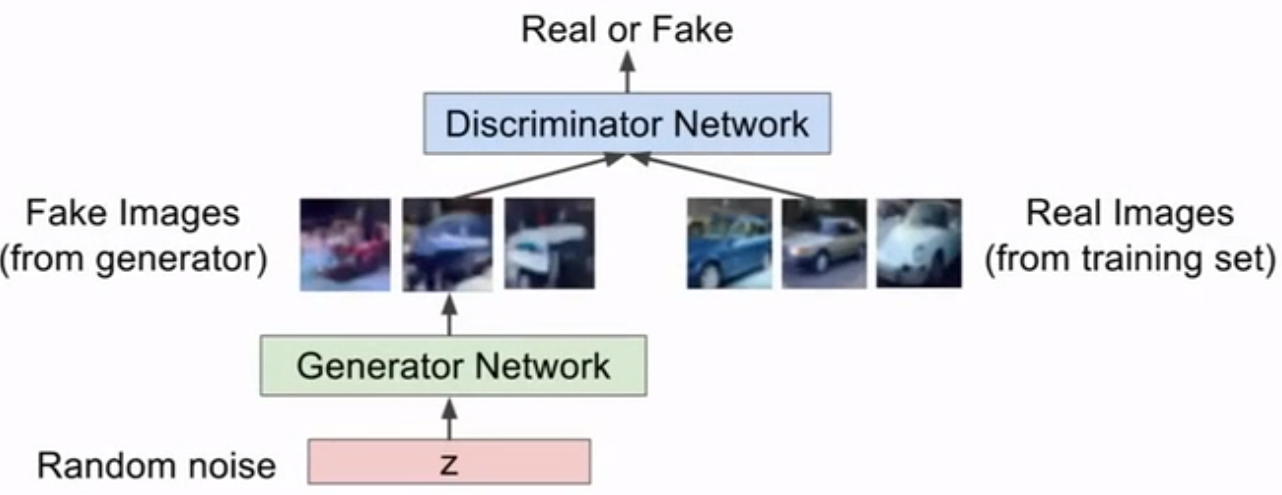 Real or Fake
Discriminator Network
Fake Images
(from generator)
Real Images
(from training set)
Generator Network
Random noise
z